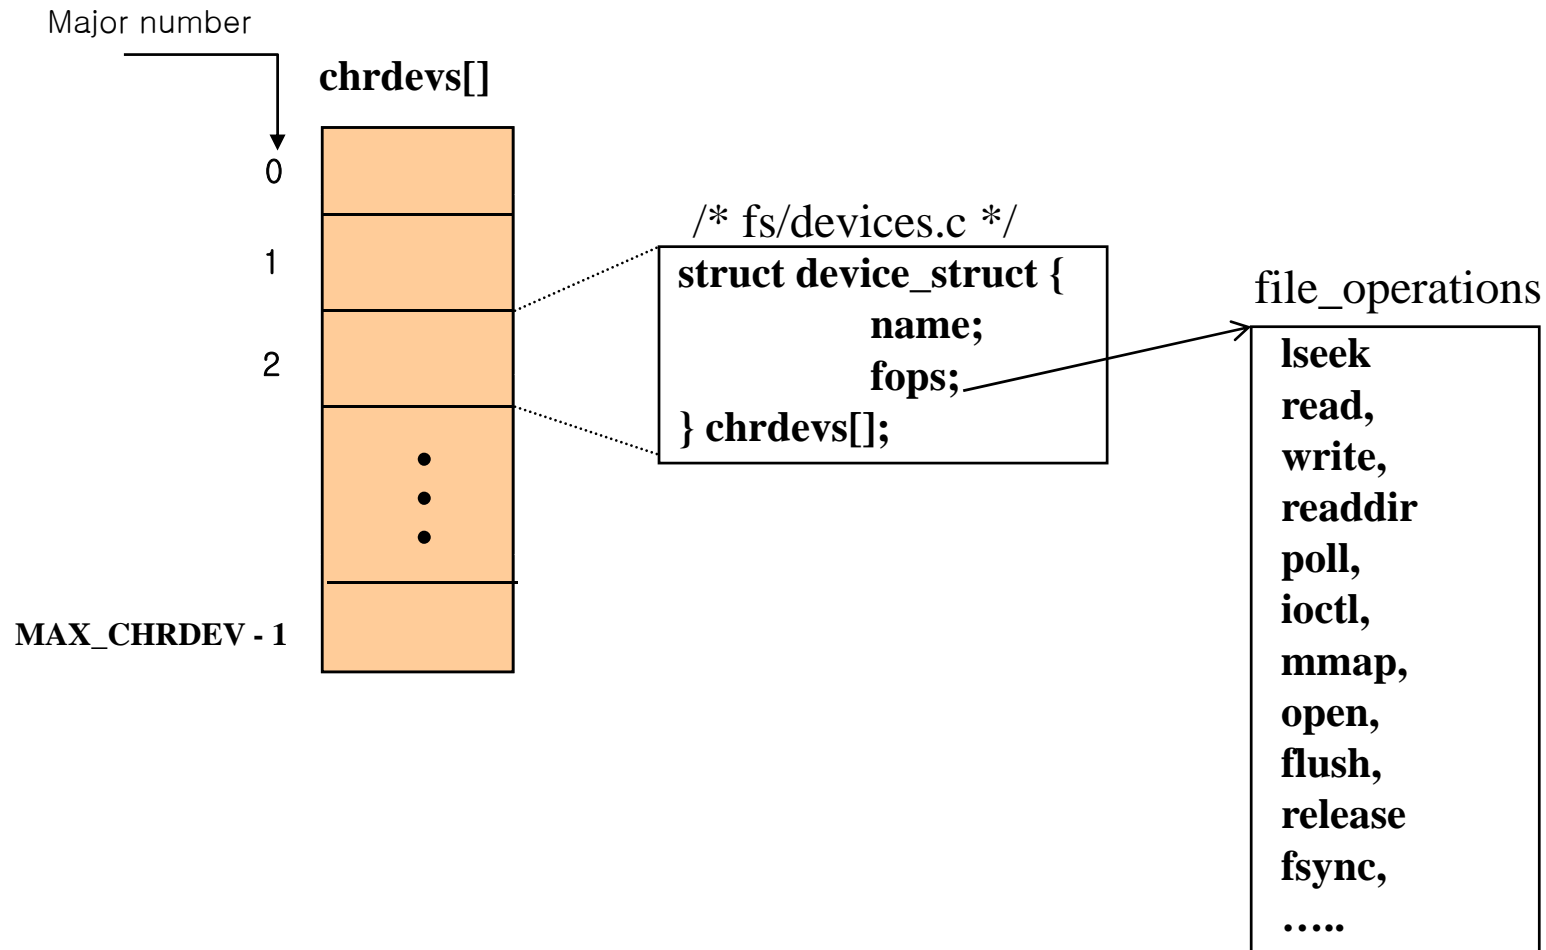 Major number
chrdevs[]
0
1
2
MAX_CHRDEV - 1
/* fs/devices.c */
struct device_struct {
name;
fops;
} chrdevs[];
file_operations
lseek
read,
write,
readdir
poll,
ioctl,
mmap,
open,
flush,
release
fsync,
…..